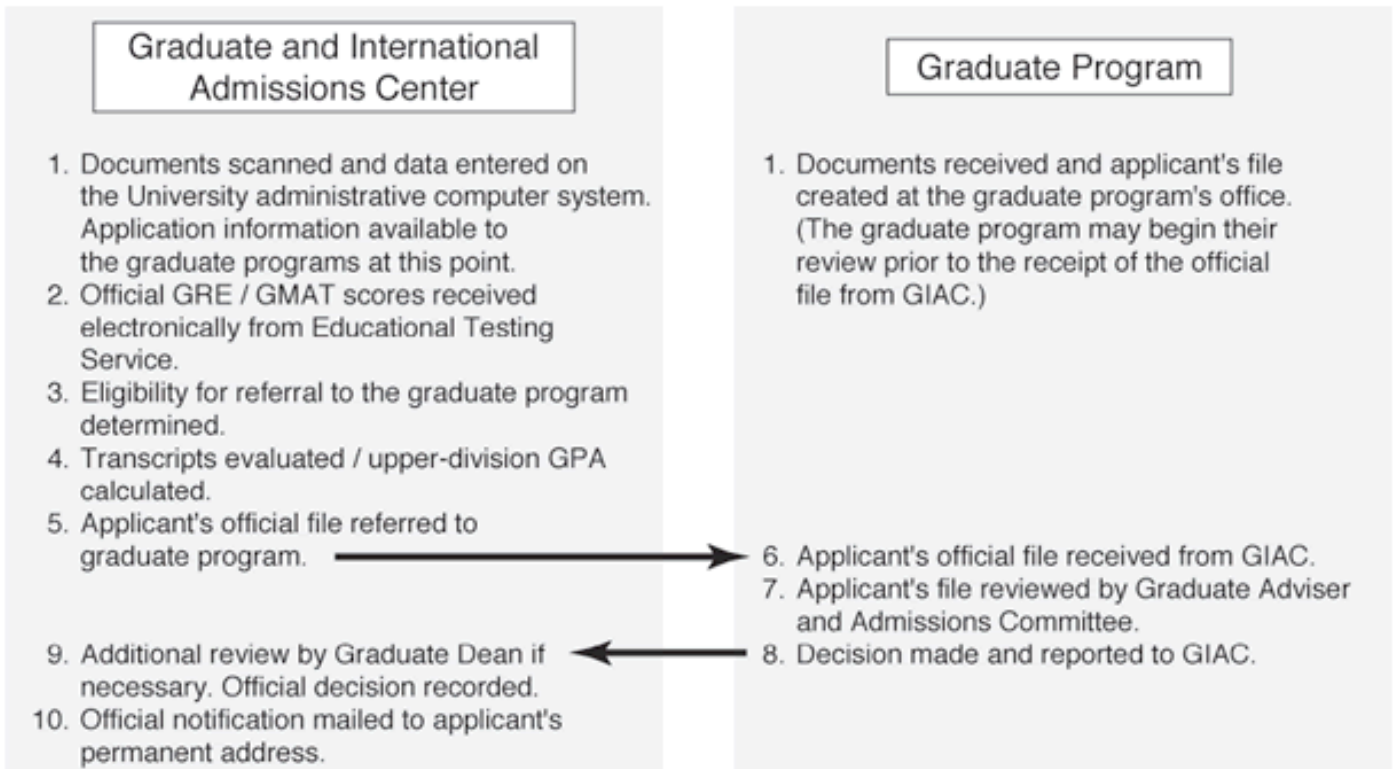 Graduate and International
Admissions Center
1. Documents scanned and data entered on
the University administrative computer system.
Application information available to
the graduate programs at this point.
2. Official GRE / GMAT scores received
electronically from Educational Testing
Service.
3. Eligibility for referral to the graduate program
determined.
4. Transcripts evaluated / upper-division GPA
calculated.
5. Applicant's official file referred to
graduate program.
9. Additional review by Graduate Dean if
necessary. Official decision recorded.
10. Official notification mailed to applicant's
permanent address.
Graduate Program
1. Documents received and applicant's file
created at the graduate program's office.
(The graduate program may begin their
review prior to the receipt of the official
file from GIAC.)
6. Applicant's official file received from GIAC.
7. Applicant's file reviewed by Graduate Adviser
and Admissions Committee.
8. Decision made and reported to GIAC.